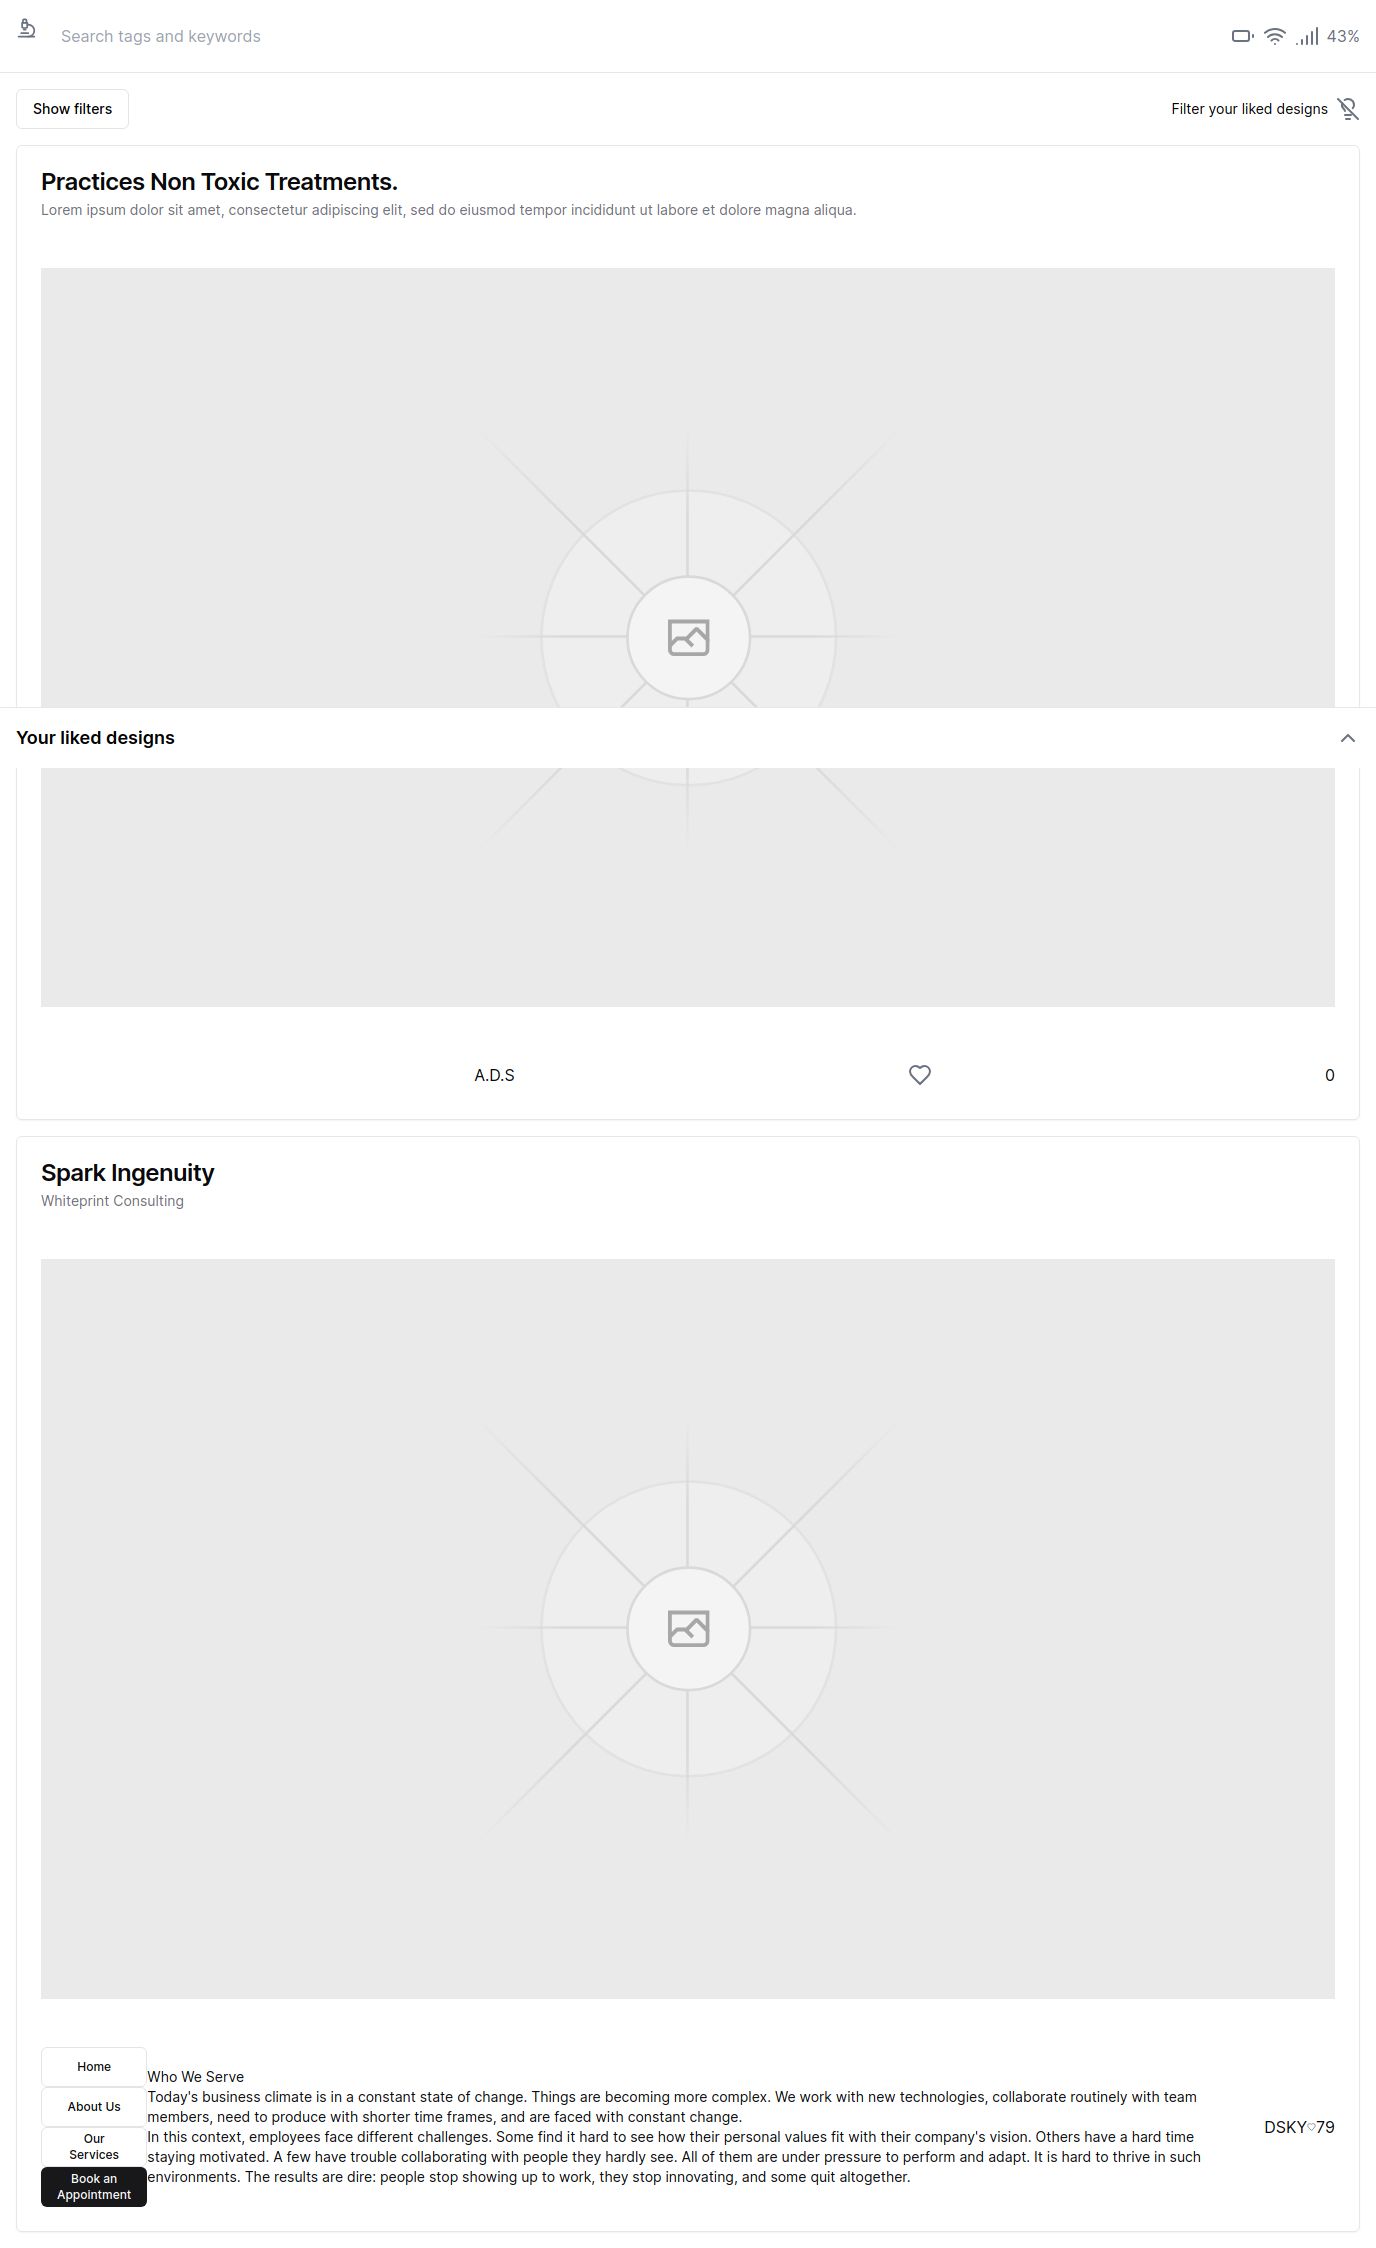 Search tags and keywords
43%
Show filters
Filter your liked designs
Practices Non Toxic Treatments.
Lorem ipsum dolor sit amet, consectetur adipiscing elit, sed do eiusmod tempor incididunt ut labore et dolore magna aliqua.
Your liked designs
A.D.S
0
Spark Ingenuity
Whiteprint Consulting
Home
About Us
Our
Services
Book an
Appointment
Who We Serve
Today's business climate is in a constant state of change. Things are becoming more complex. We work with new technologies, collaborate routinely with team
members, need to produce with shorter time frames, and are faced with constant change.
In this context, employees face different challenges. Some find it hard to see how their personal values fit with their company's vision. Others have a hard time
staying motivated. A few have trouble collaborating with people they hardly see. All of them are under pressure to perform and adapt. It is hard to thrive in such
environments. The results are dire: people stop showing up to work, they stop innovating, and some quit altogether.
DSKY♡79